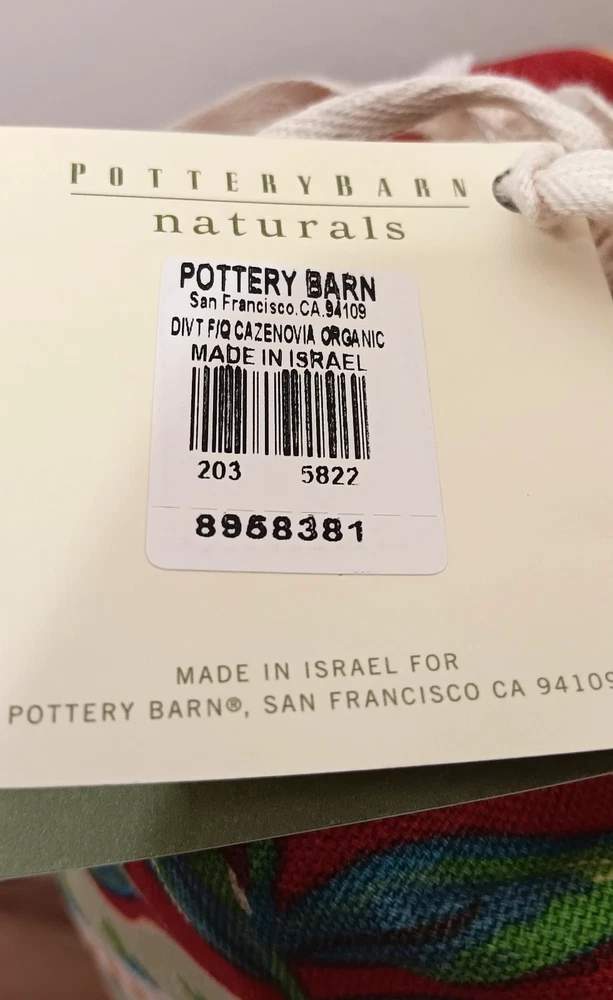 POTTERYBARN
naturals
POTTERY BARN
San Francisco.CA.94109
DIVT F/Q CAZENOVIA ORGANIC
MADE IN ISRAEL
203 5822
8958381
MADE IN ISRAEL FOR
POTTERY BARN®, SAN FRANCISCO CA 94109